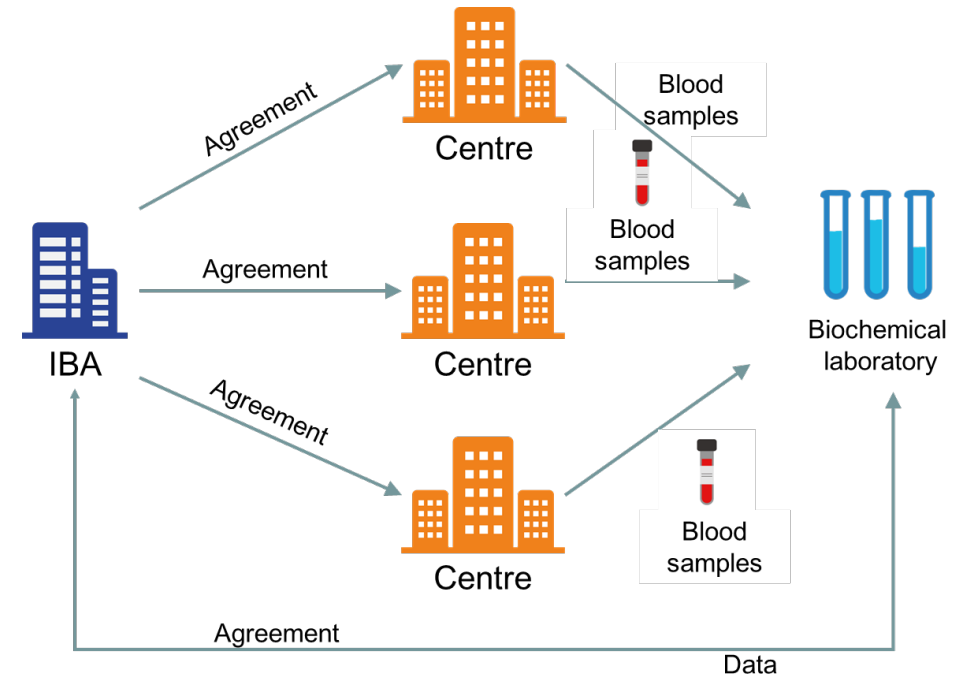 Agreement
Centre
Blood
samples
Agreement
Centre
Blood
samples
IBA
Biochemical
laboratory
Agreement
Centre
Blood
samples
Agreement
Data